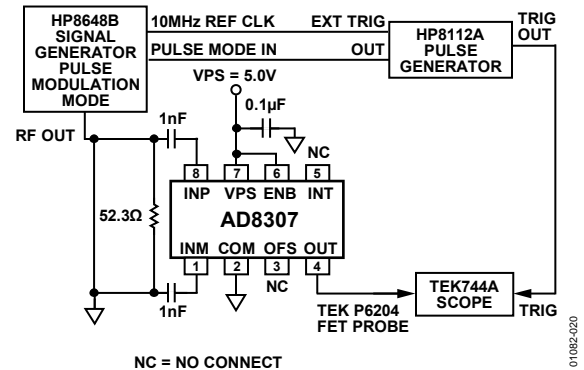 HP8648B
SIGNAL
GENERATOR
PULSE
MODULATION
MODE
10MHz REF CLK
EXT TRIG
PULSE MODE IN
OUT
HP8112A
PULSE
GENERATOR
TRIG
OUT
VPS = 5.0V
0.1µF
1nF
RF OUT
NC
8
7
6
5
INP
VPS
ENB
INT
52.3Ω
AD8307
INM
COM
OFS
OUT
1
2
3
4
NC
1nF
TEK P6204
FET PROBE
TEK744A
SCOPE
TRIG
NC = NO CONNECT
01082-020